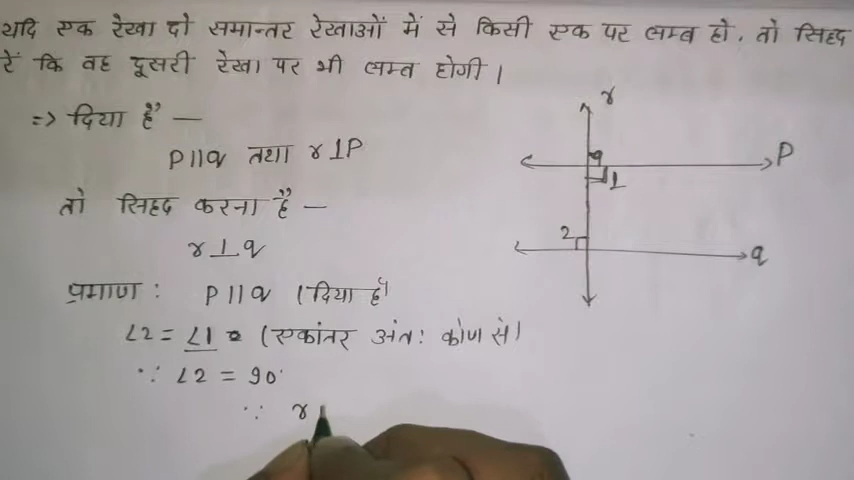 यदि एक रेखा दो समान्तर रेखाओं में से किसी एक पर लम्ब हो, तो सिद्ध
रें कि वह दूसरी रेखा पर भी लम्ब होगी।
=> दिया है —
P||q तथा r⊥P
तो सिद्ध करना है —
r⊥q
प्रमाण : P||q (दिया है)
∠2 = ∠1 = (एकांतर अंतः कोण से)
∵ ∠2 = 90°
∵ r
r
P
1
2
q